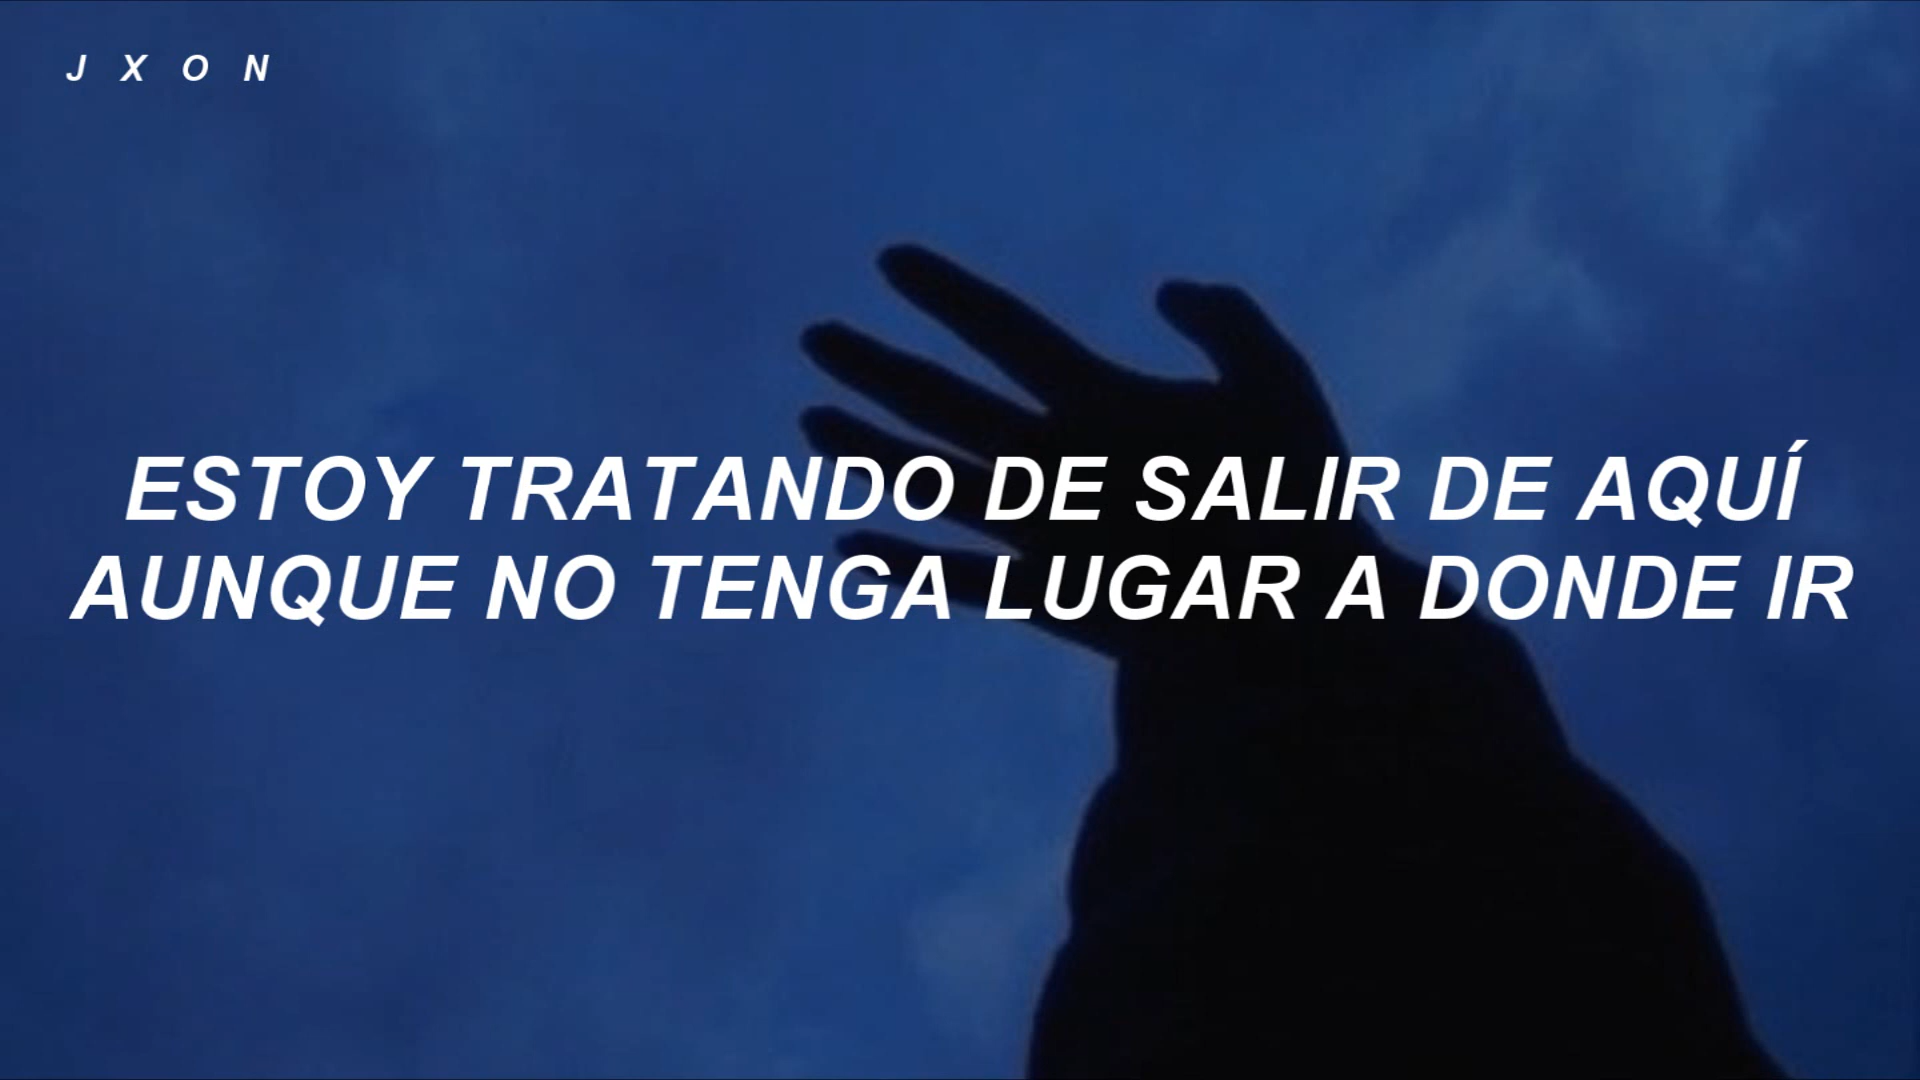 J X O N
ESTOY TRATANDO DE SALIR DE AQUÍ
AUNQUE NO TENGA LUGAR A DONDE IR